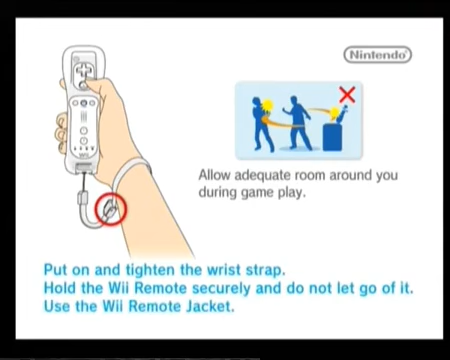 Nintendo
Allow adequate room around you
during game play.
Put on and tighten the wrist strap.
Hold the Wii Remote securely and do not let go of it.
Use the Wii Remote Jacket.